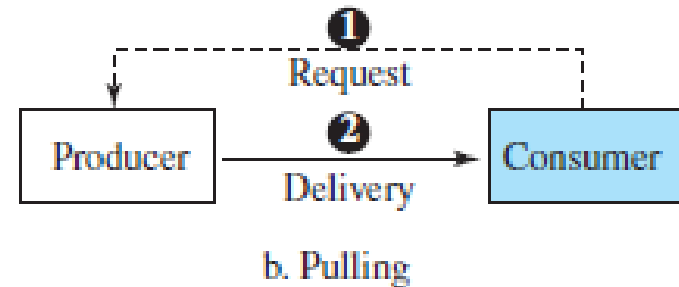 1
Request
Producer
2
Consumer
Delivery
b. Pulling